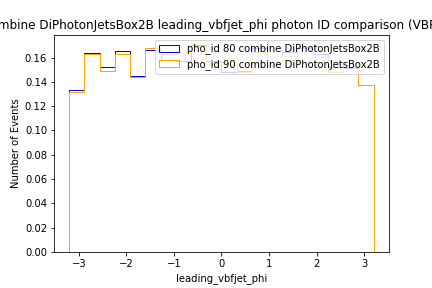 mbine DiPhotonJetsBox2B leading_vbfjet_phi photon ID comparison (VBF
pho_id 80 combine DiPhotonJetsBox2B
pho_id 90 combine DiPhotonJetsBox2B
Number of Events
0.16
0.14
0.12
0.10
0.08
0.06
0.04
0.02
0.00
−3 −2 −1 0 1 2 3
leading_vbfjet_phi